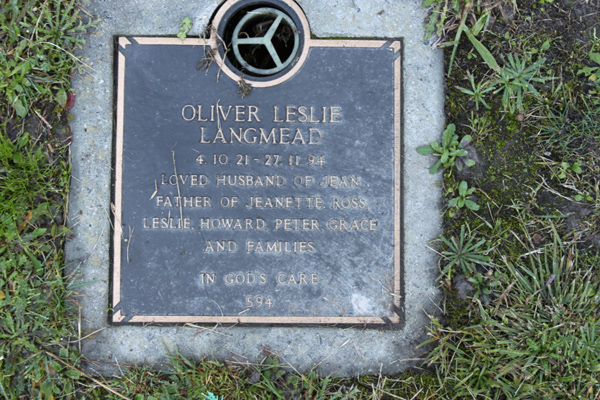 OLIVER LESLIE
LANGMEAD
4. 10. 21 - 27. 11. 94
LOVED HUSBAND OF JEAN
FATHER OF JEANETTE, ROSS,
LESLIE, HOWARD, PETER, GRACE
AND FAMILIES
IN GOD'S CARE
594